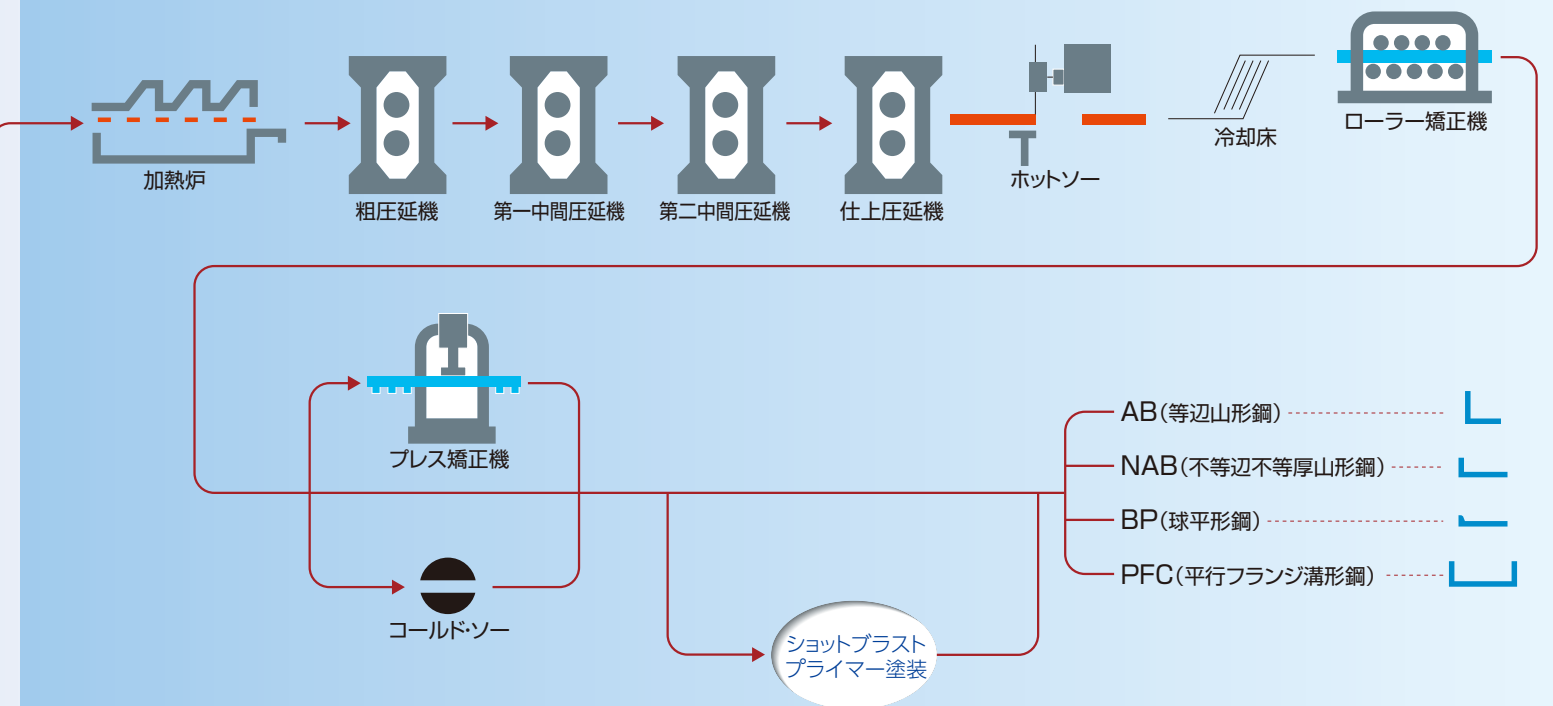 加熱炉
粗圧延機
第一中間圧延機
第二中間圧延機
仕上圧延機
ホットソー
冷却床
ローラー矯正機
プレス矯正機
コールド・ソー
ショットブラスト
プライマー塗装
AB(等辺山形鋼)
NAB(不等辺不等厚山形鋼)
BP(球平形鋼)
PFC(平行フランジ溝形鋼)